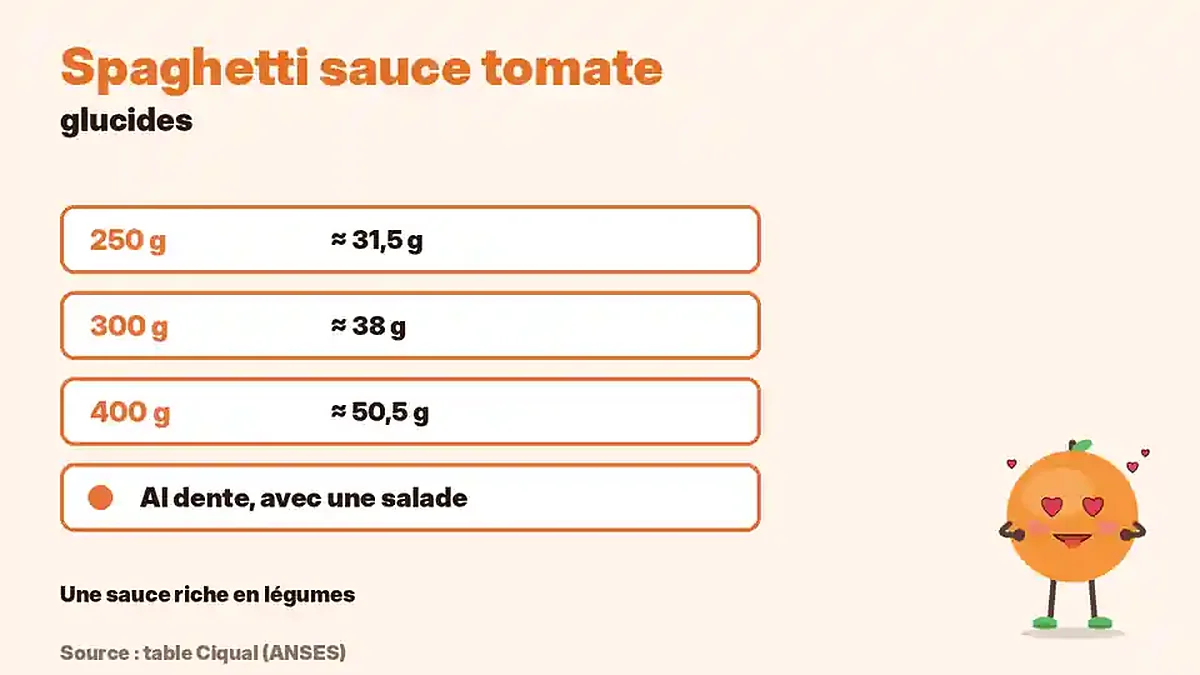 Spaghetti sauce tomate
glucides
250 g ≈ 31,5 g
300 g ≈ 38 g
400 g ≈ 50,5 g
Al dente, avec une salade
Une sauce riche en légumes
Source : table Ciqual (ANSES)